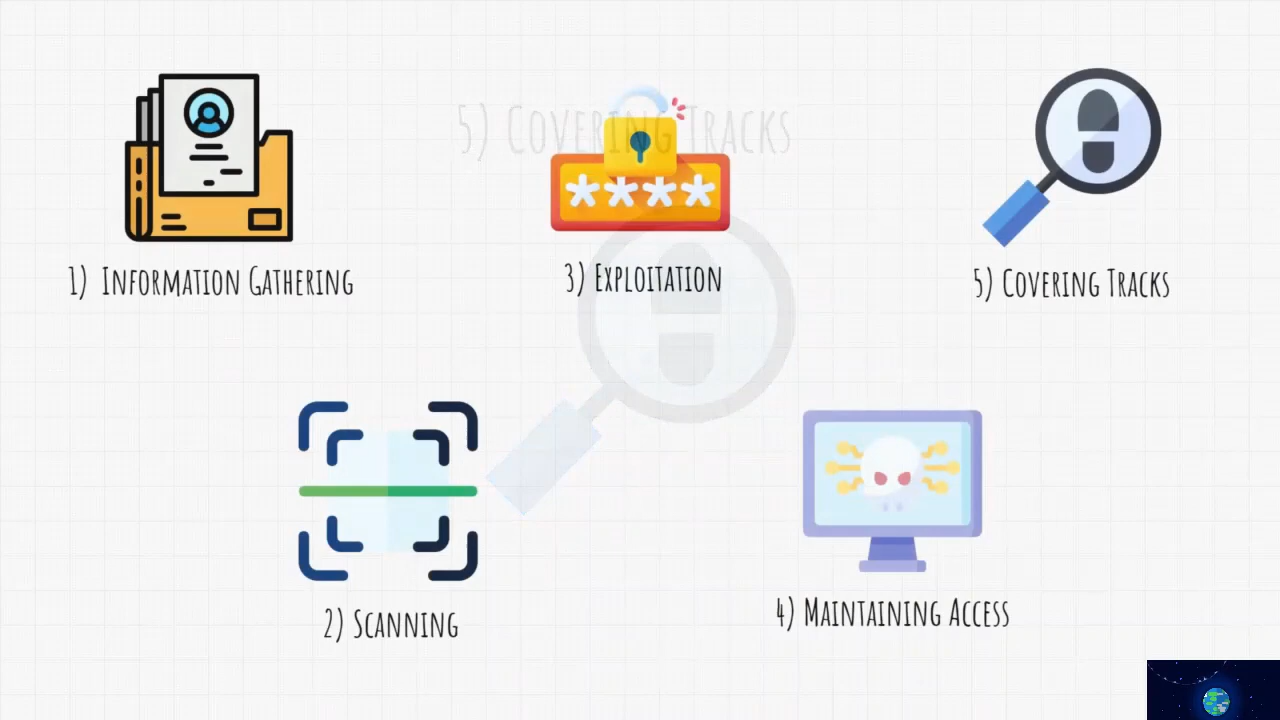 5) Covering Tracks
1) Information Gathering
3) Exploitation
5) Covering Tracks
2) Scanning
4) Maintaining Access